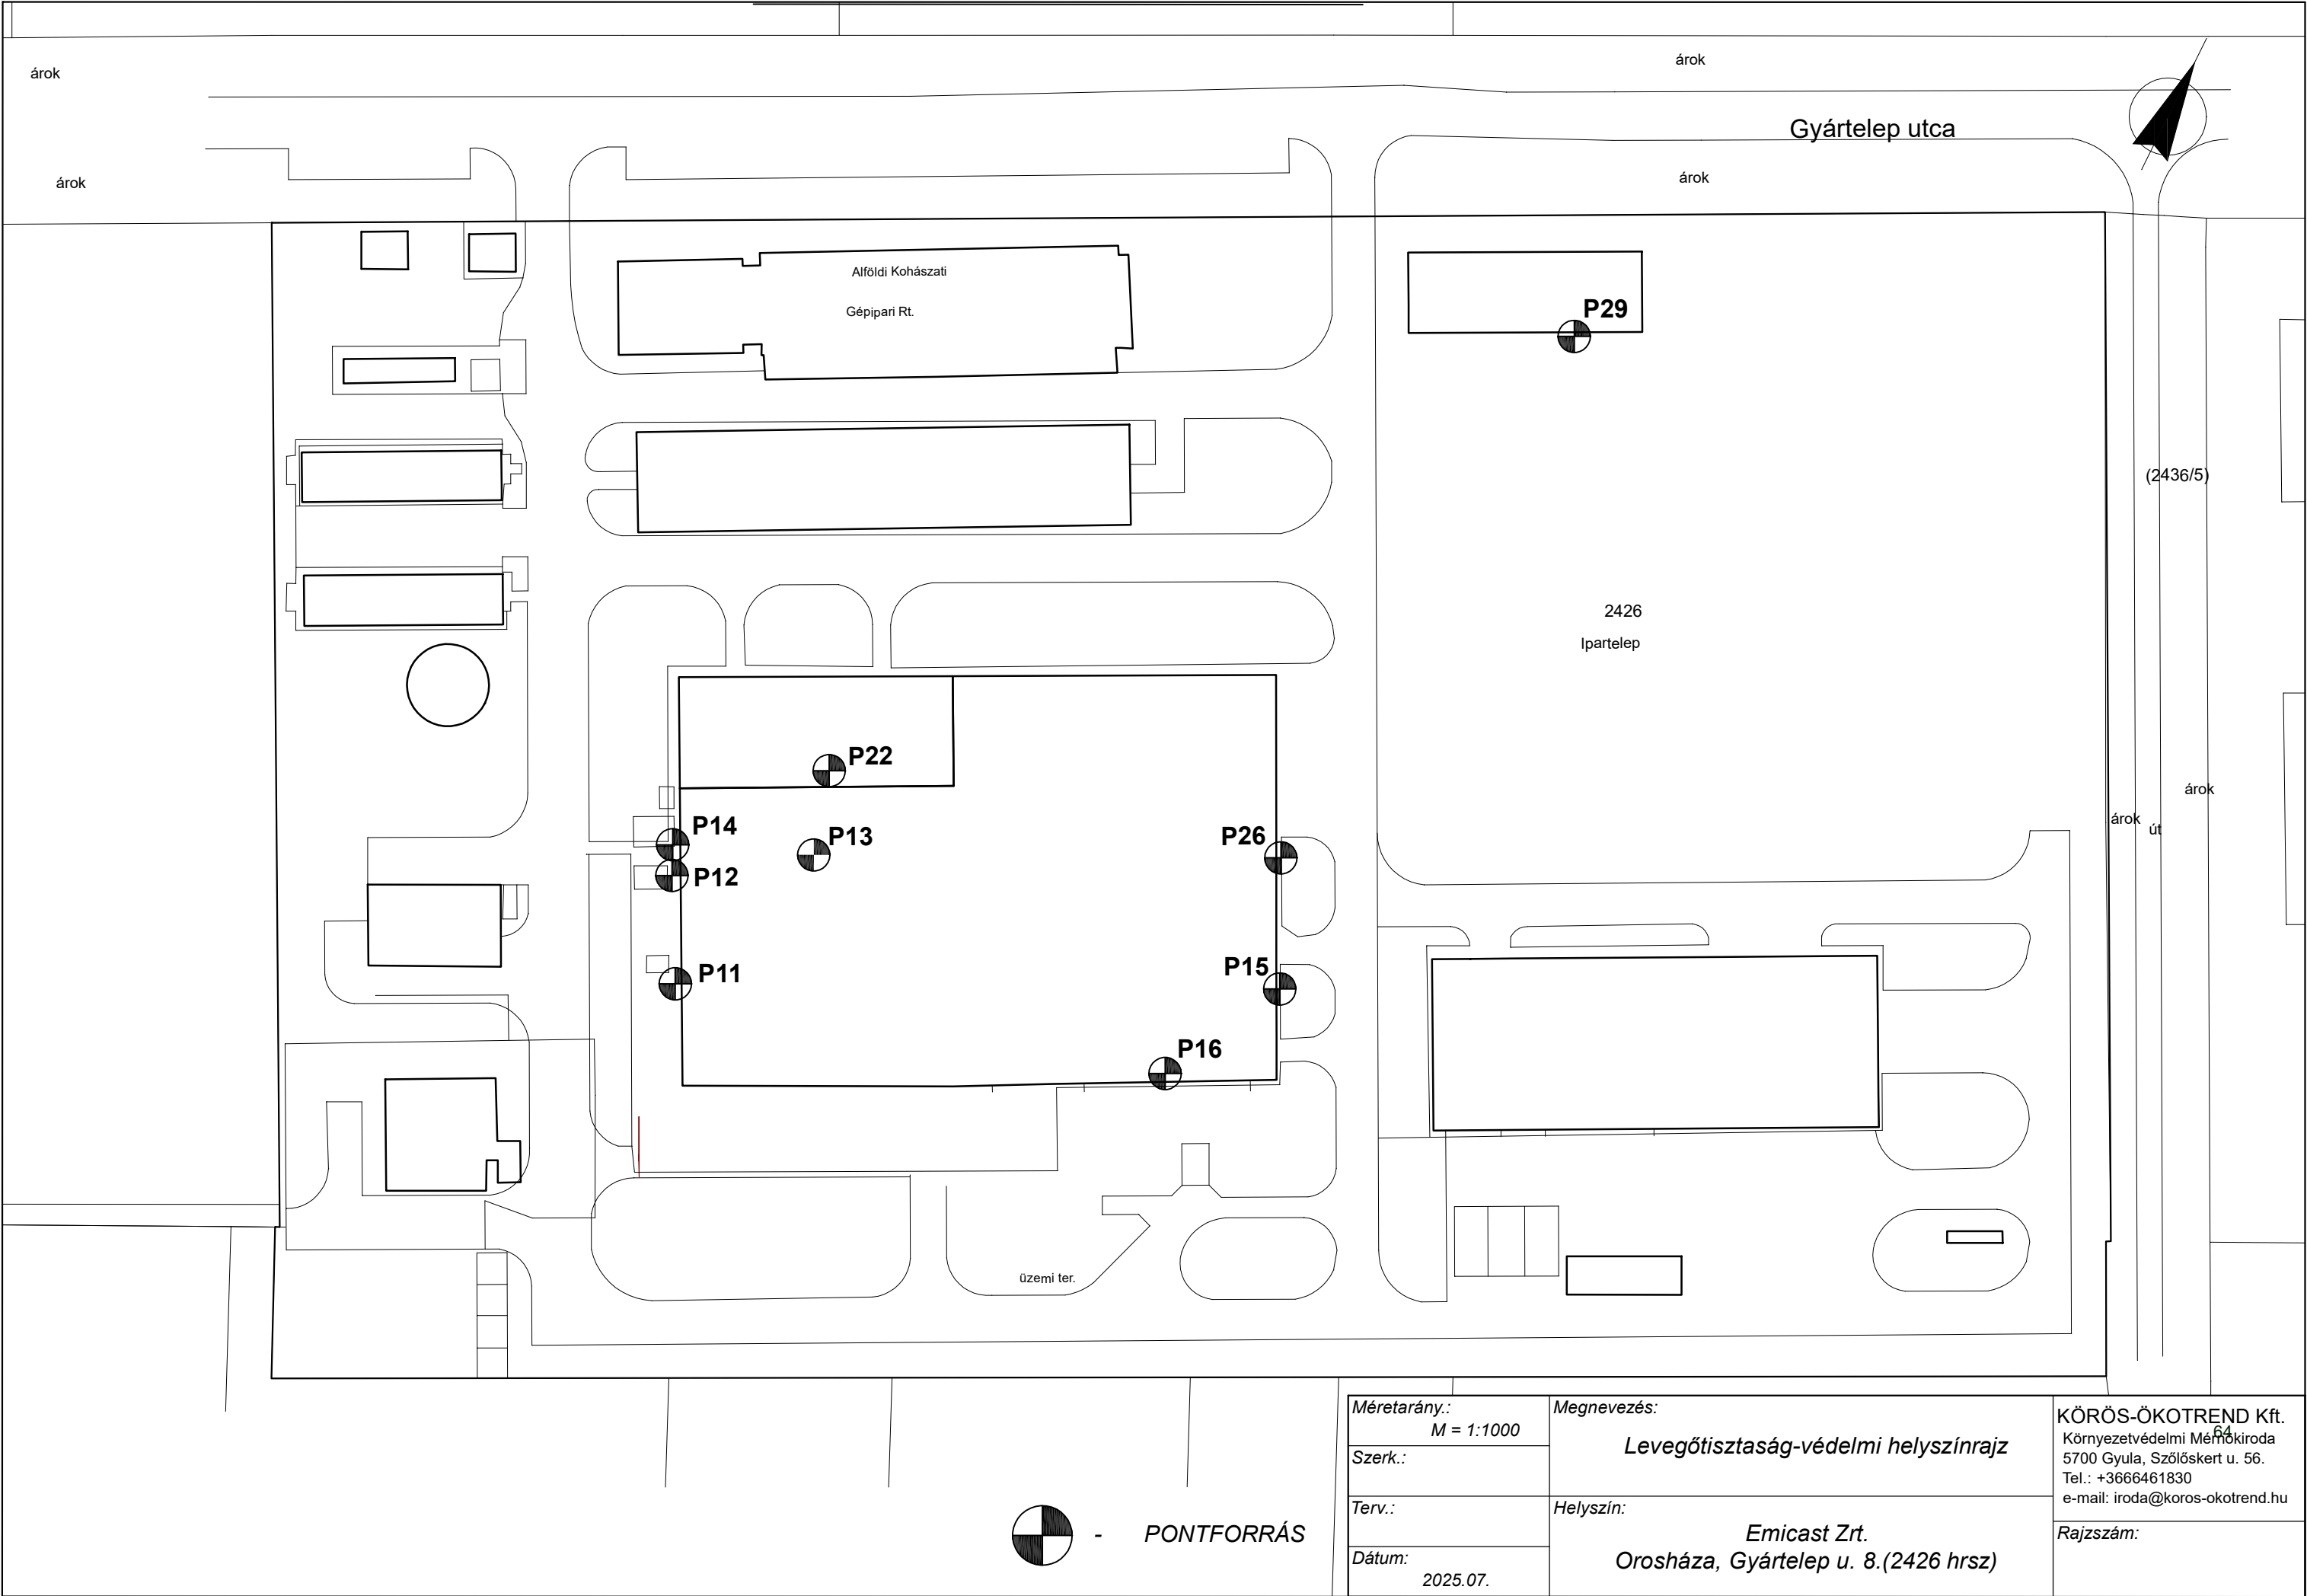 árok
árok
Gyártelep utca
árok
árok
Alföldi Kohászati
Gépipari Rt.
P29
(2436/5)
2426
Ipartelep
P22
árok
P14
P13
P26
árok
út
P12
P15
P11
P16
üzemi ter.
- PONTFORRÁS
Méretarány.:
M = 1:1000
Szerk.:
Terv.:
Dátum:
2025.07.
Megnevezés:
Levegőtisztaság-védelmi helyszínrajz
Helyszín:
Emicast Zrt.
Orosháza, Gyártelep u. 8.(2426 hrsz)
KÖRÖS-ÖKOTREND Kft.
64
Környezetvédelmi Mérnökiroda
5700 Gyula, Szőlőskert u. 56.
Tel.: +3666461830
e-mail: iroda@koros-okotrend.hu
Rajzszám: